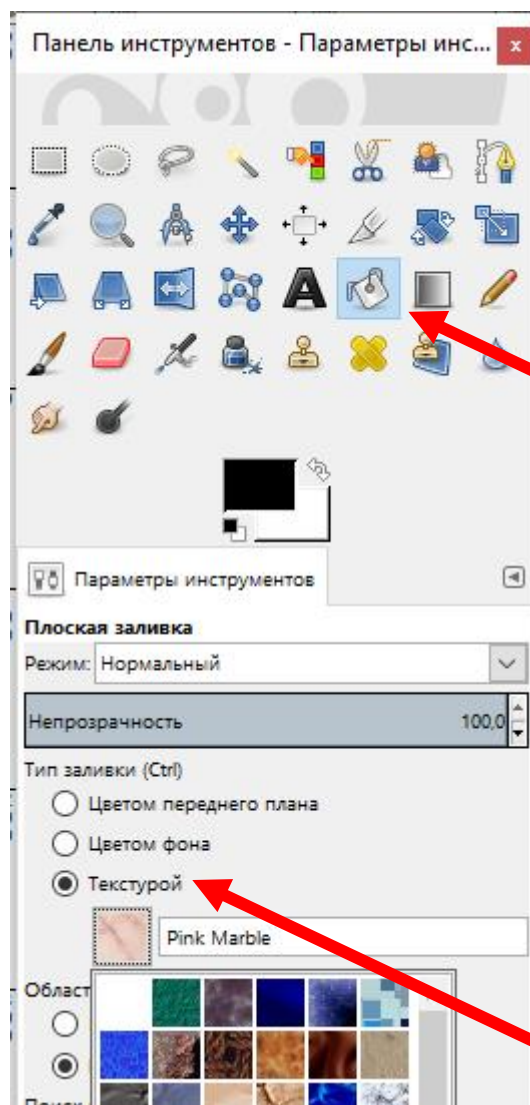 Панель инструментов - Параметры инс...
Параметры инструментов
Плоская заливка
Режим: Нормальный
Непрозрачность 100,0
Тип заливки (Ctrl)
Цветом переднего плана
Цветом фона
Текстурой
Pink Marble
Област